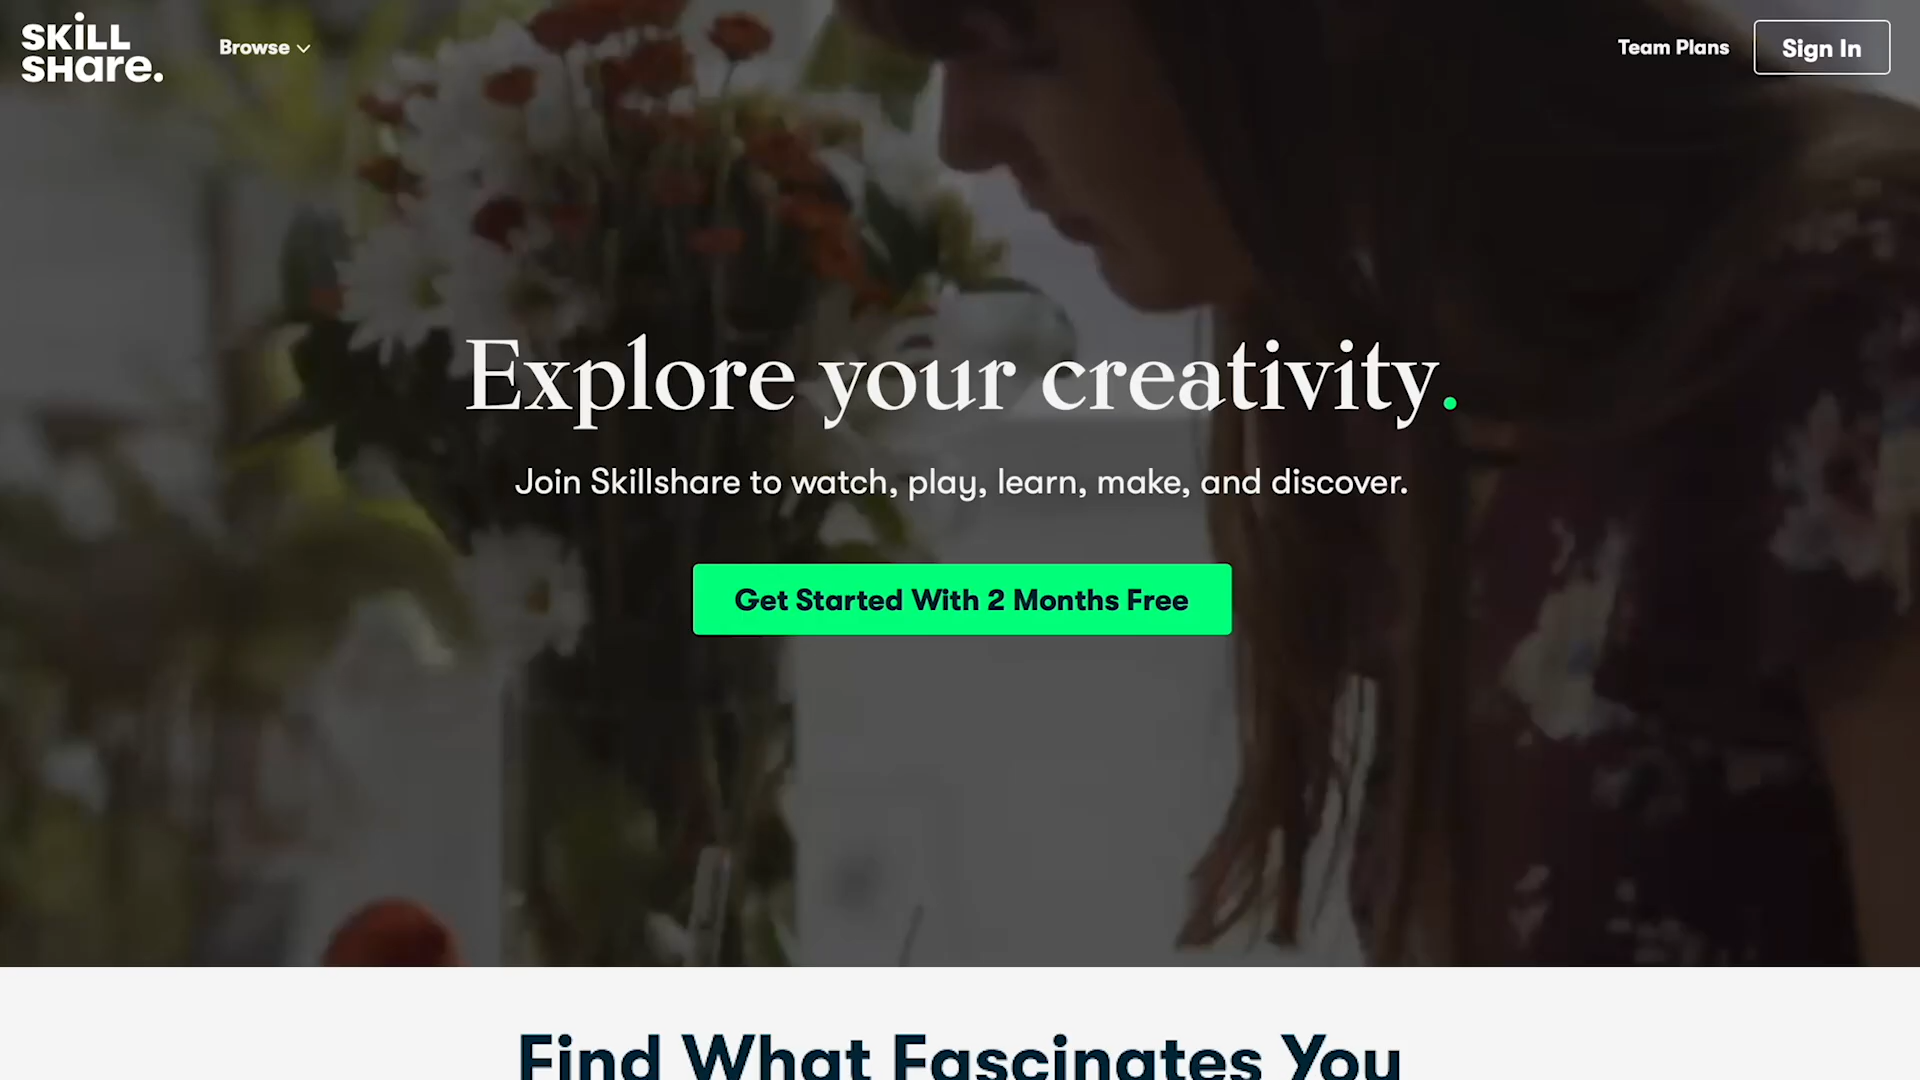 SKiLL
SHare.
Browse
Team Plans
Sign In
Explore your creativity.
Join Skillshare to watch, play, learn, make, and discover.
Get Started With 2 Months Free
Find What Fascinates You